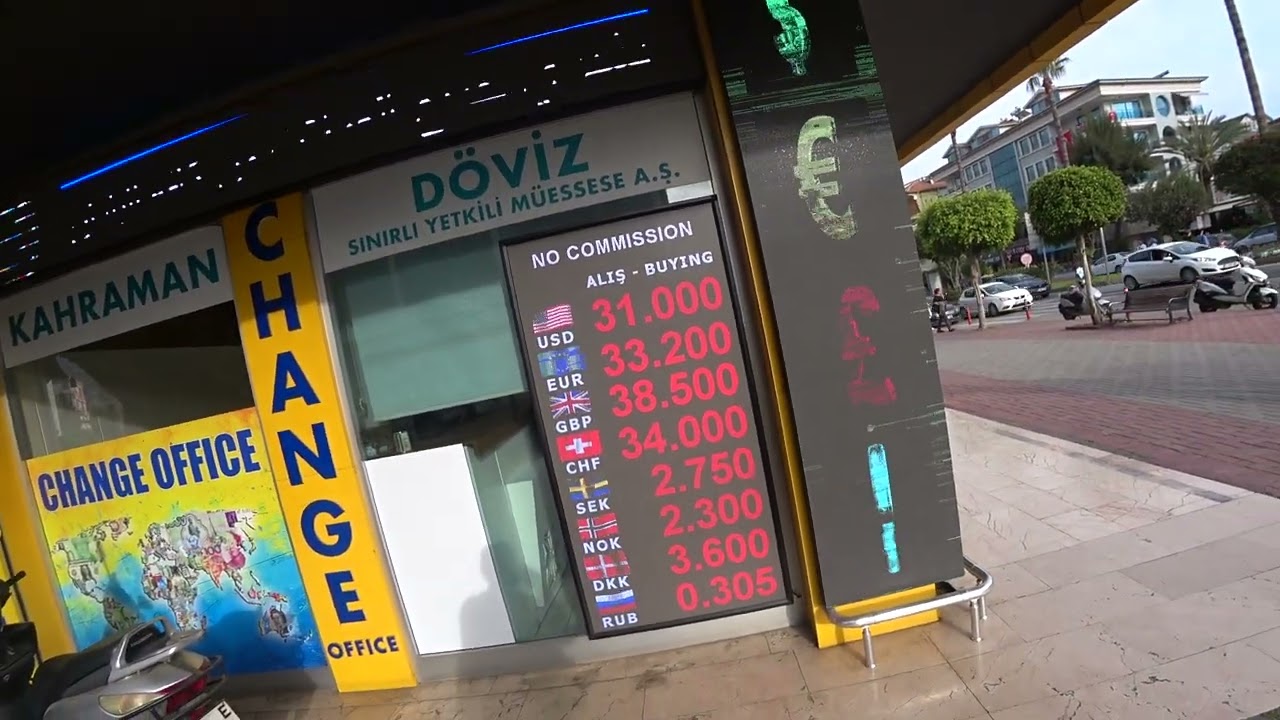 KAHRAMAN
CHANGE OFFICE
CHANGE
OFFICE
DÖVİZ
SINIRLI YETKİLİ MÜESSESE A.Ş.
NO COMMISSION
ALIŞ - BUYING
USD 31.000
EUR 33.200
GBP 38.500
CHF 34.000
SEK 2.750
NOK 2.300
DKK 3.600
RUB 0.305
$
€
£
!